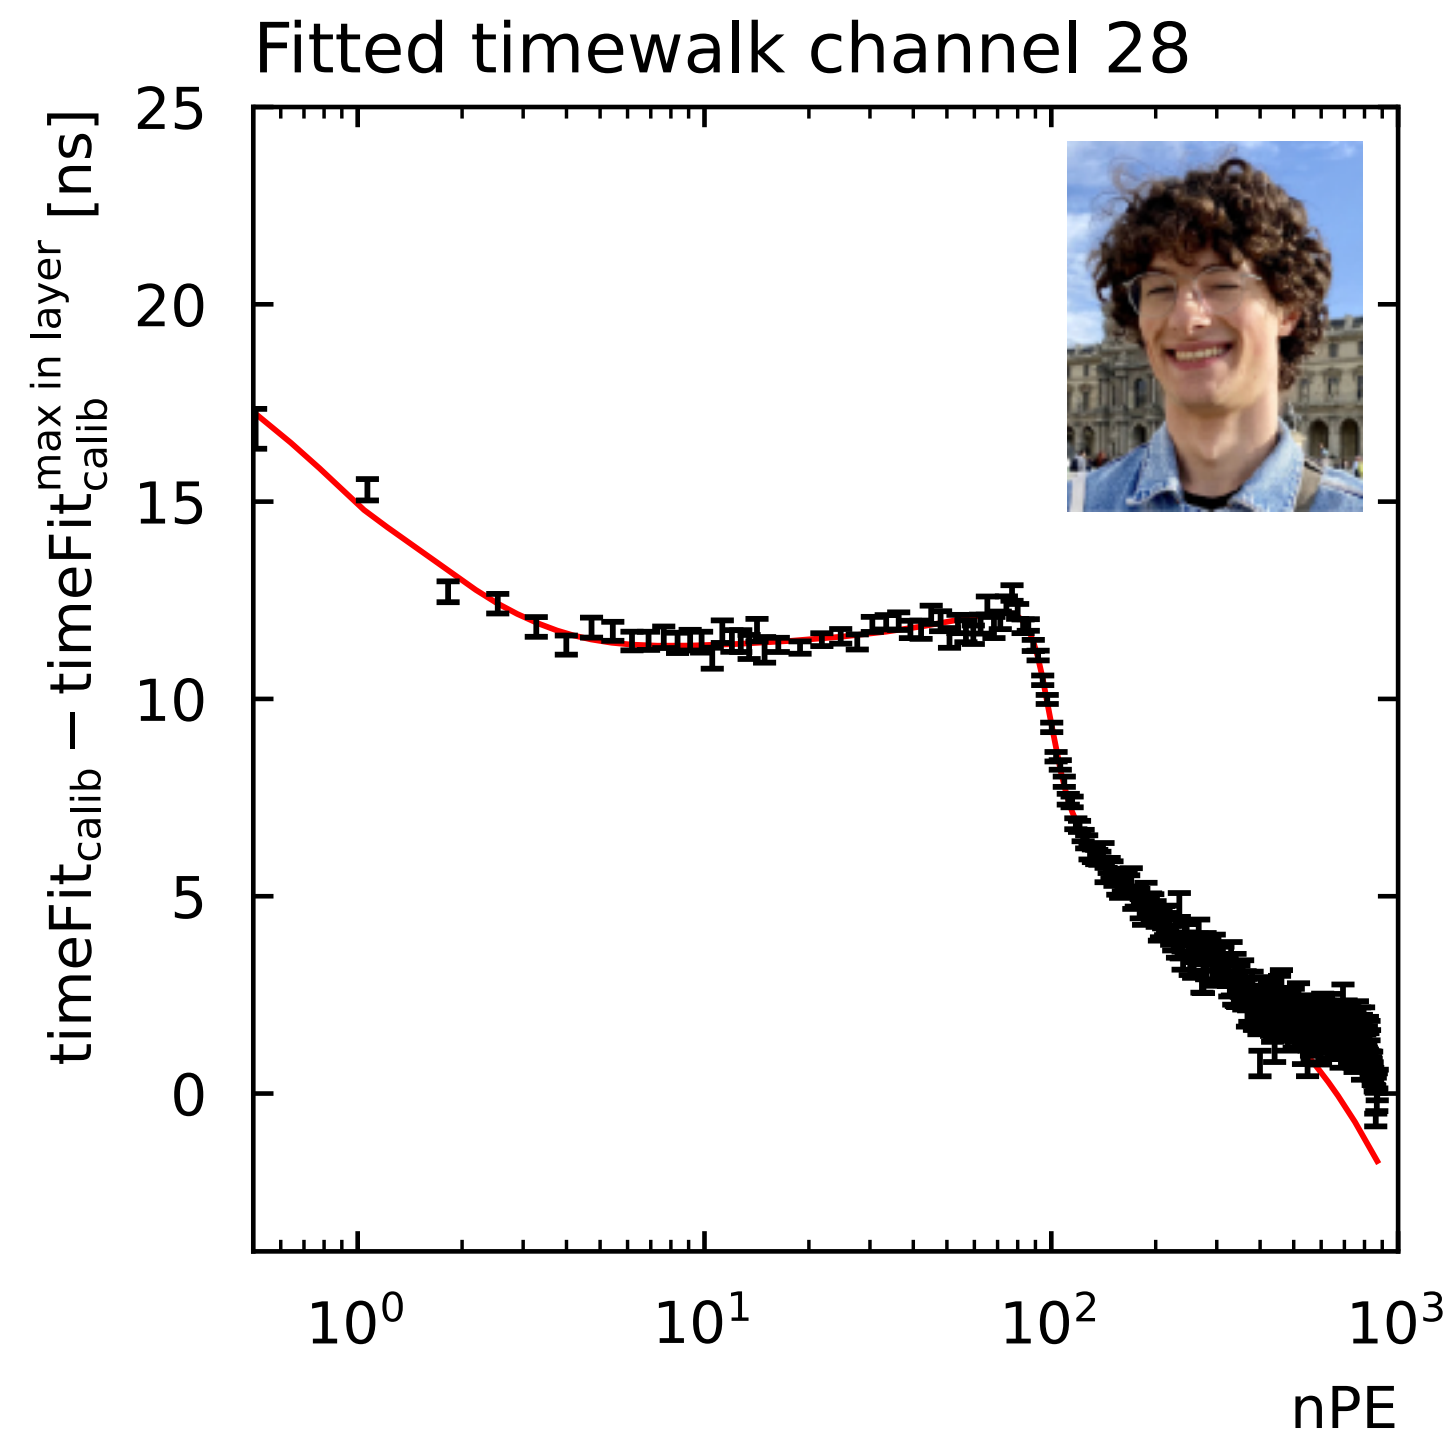 Fitted timewalk channel 28
timeFit_calib − timeFit_calib^max in layer [ns]
25
20
15
10
5
0
10^0 10^1 10^2 10^3
nPE